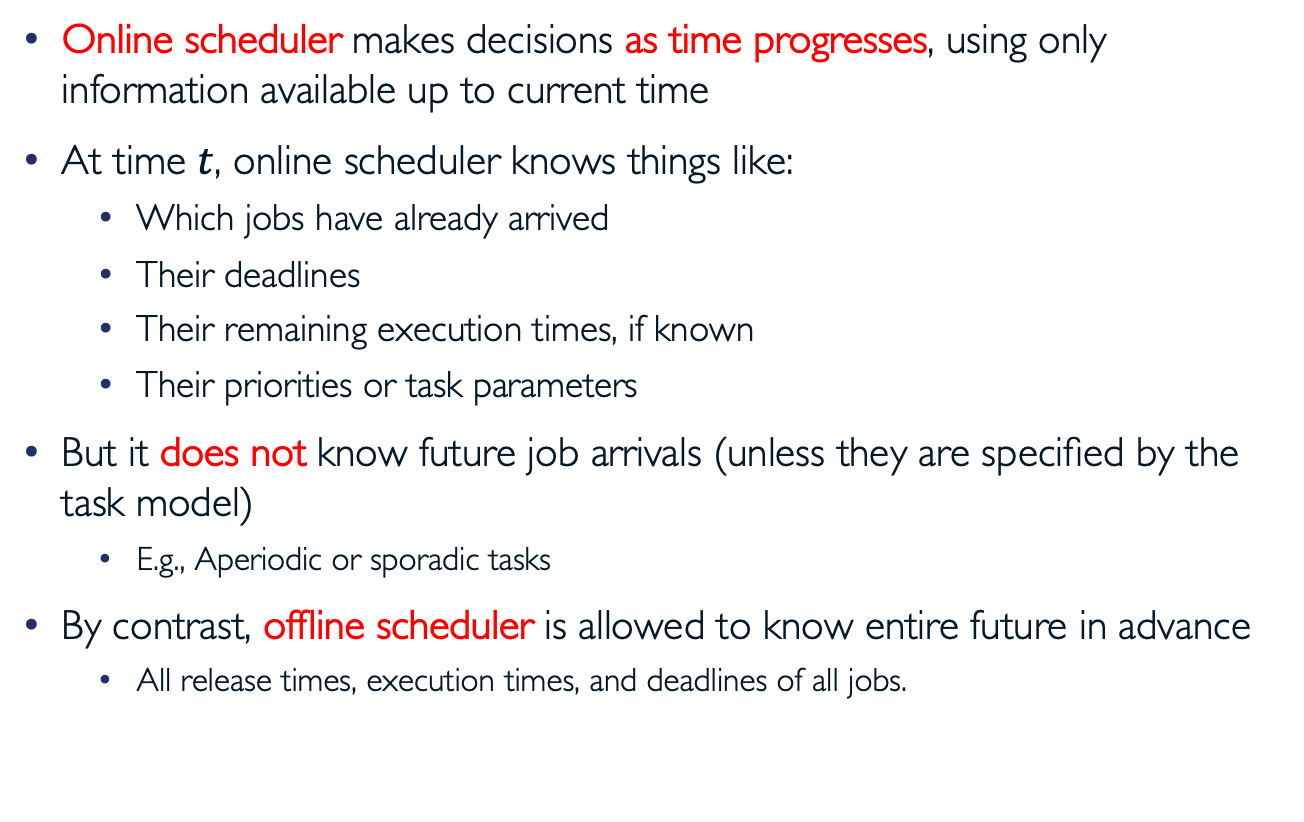 • Online scheduler makes decisions as time progresses, using only
information available up to current time
• At time t, online scheduler knows things like:
• Which jobs have already arrived
• Their deadlines
• Their remaining execution times, if known
• Their priorities or task parameters
• But it does not know future job arrivals (unless they are specified by the
task model)
• E.g., Aperiodic or sporadic tasks
• By contrast, offline scheduler is allowed to know entire future in advance
• All release times, execution times, and deadlines of all jobs.